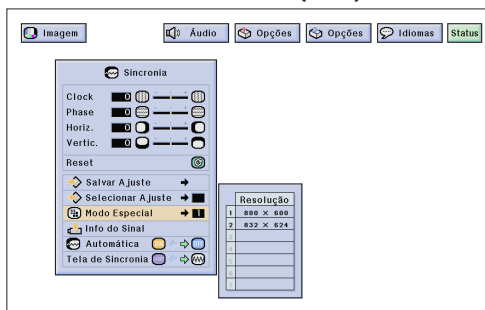 Imagem Áudio Opções Opções Idiomas Status
Sincronia
Clock 0
Phase 0
Horiz. 0
Vertic. 0
Reset
Salvar Ajuste
Selecionar Ajuste
Modo Especial 1
Info do Sinal
Automática
Tela de Sincronia
Resolução
1 800 × 600
2 832 × 624
3
4
5
6
7